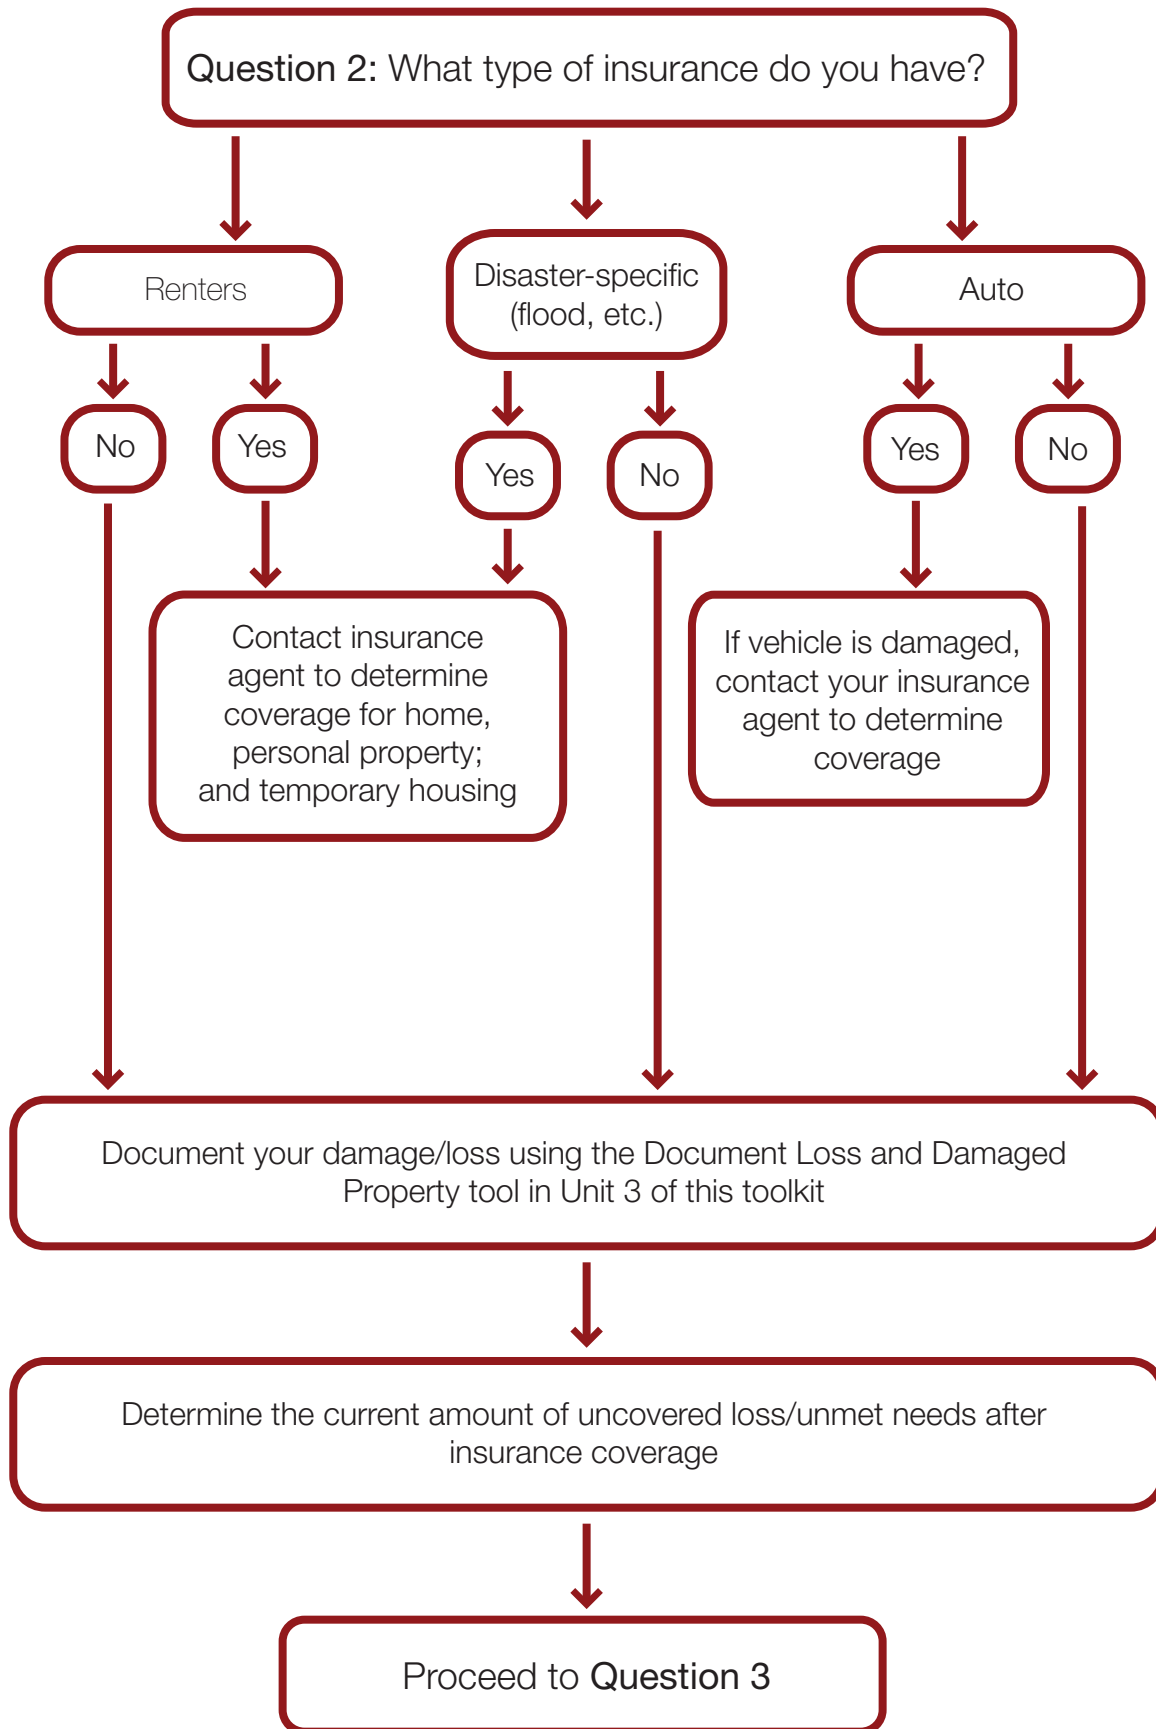 Question 2: What type of insurance do you have?
Renters
Disaster-specific
(flood, etc.)
Auto
No
Yes
Yes
No
Yes
No
Contact insurance
agent to determine
coverage for home,
personal property;
and temporary housing
If vehicle is damaged,
contact your insurance
agent to determine
coverage
Document your damage/loss using the Document Loss and Damaged
Property tool in Unit 3 of this toolkit
Determine the current amount of uncovered loss/unmet needs after
insurance coverage
Proceed to Question 3